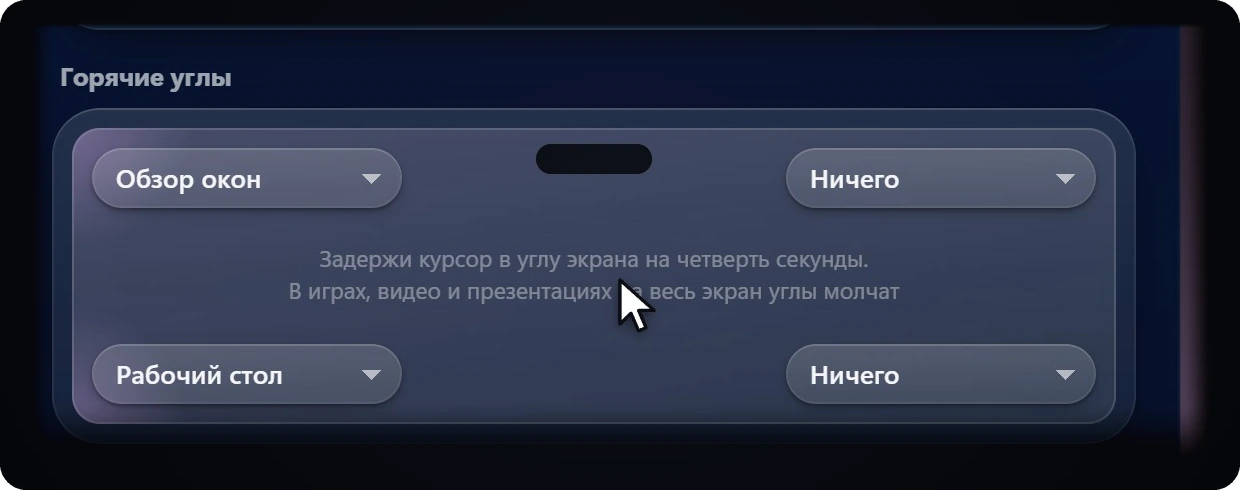 Горячие углы
Обзор окон
Ничего
Задержи курсор в углу экрана на четверть секунды.
В играх, видео и презентациях на весь экран углы молчат
Рабочий стол
Ничего